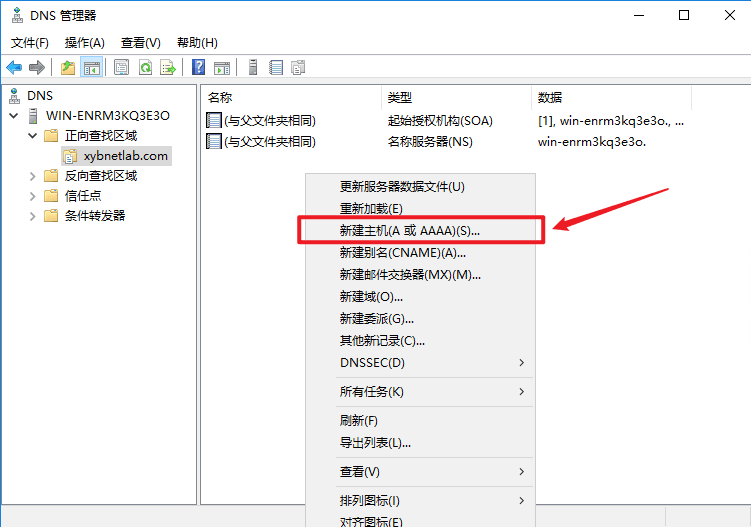 DNS 管理器
文件(F) 操作(A) 查看(V) 帮助(H)
DNS
WIN-ENRM3KQ3E3O
正向查找区域
xybnetlab.com
反向查找区域
信任点
条件转发器
名称 类型 数据
(与父文件夹相同) 起始授权机构(SOA) [1], win-enrm3kq3e3o., ...
(与父文件夹相同) 名称服务器(NS) win-enrm3kq3e3o.
更新服务器数据文件(U)
重新加载(E)
新建主机(A 或 AAAA)(S)...
新建别名(CNAME)(A)...
新建邮件交换器(MX)(M)...
新建域(O)...
新建委派(G)...
其他新记录(C)...
DNSSEC(D)
所有任务(K)
刷新(F)
导出列表(L)...
查看(V)
排列图标(I)
对齐图标(E)